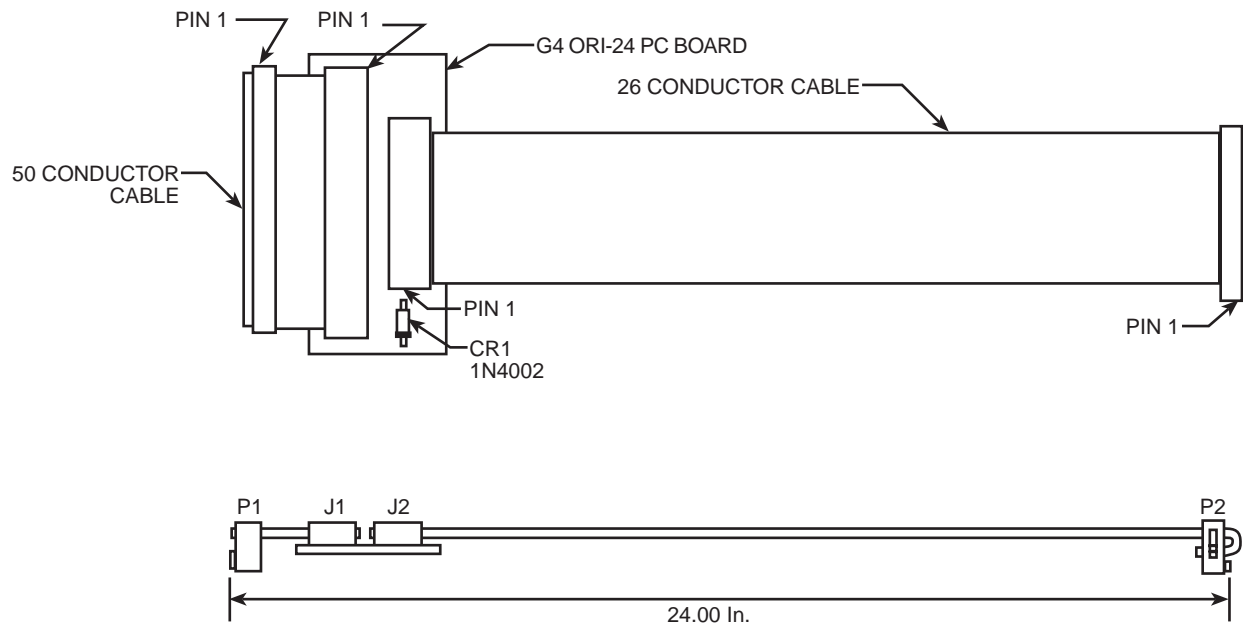 PIN 1
PIN 1
G4 ORI-24 PC BOARD
26 CONDUCTOR CABLE
50 CONDUCTOR
CABLE
PIN 1
PIN 1
CR1
1N4002
P1
J1
J2
P2
24.00 In.